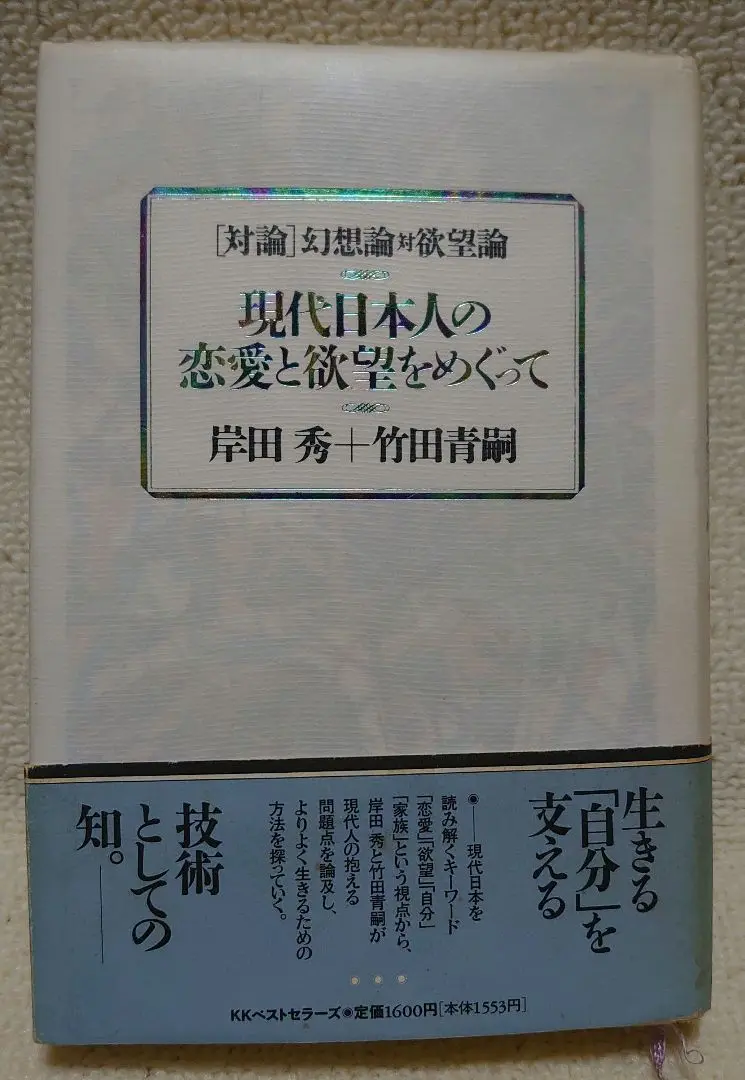 ［対論］幻想論対欲望論
現代日本人の
恋愛と欲望をめぐって
岸田 秀＋竹田青嗣
生きる
「自分」を
支える
◉――現代日本を
読み解くキーワード
「恋愛」「欲望」「自分」
「家族」という視点から、
岸田 秀と竹田青嗣が
現代人の抱える
問題点を論及し、
よりよく生きるための
方法を探っていく。
技術
としての
知。――
KKベストセラーズ◉定価1600円［本体1553円］